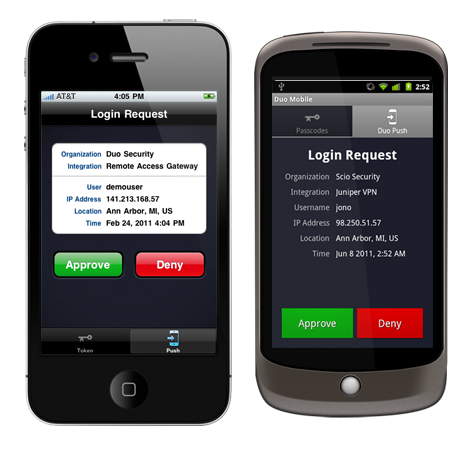 AT&T 4:05 PM
Login Request
Organization Duo Security
Integration Remote Access Gateway
User demouser
IP Address 141.213.168.57
Location Ann Arbor, MI, US
Time Feb 24, 2011 4:04 PM
Approve Deny
Token Push
2:52
Duo Mobile
Passcodes Duo Push
Login Request
Organization Scio Security
Integration Juniper VPN
Username jono
IP Address 98.250.51.57
Location Ann Arbor, MI, US
Time Jun 8 2011, 2:52 AM
Approve Deny